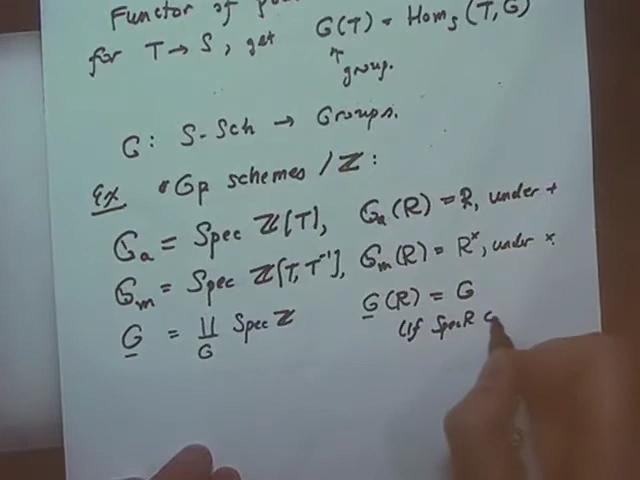 Functor of
for T → S, get G(T) = Hom_S (T, G)
↑
group.
G: S-Sch → Groups.
Ex • Gp schemes / ℤ:
G_a = Spec ℤ[T], G_a(R) = R, under +
G_m = Spec ℤ[T, T⁻¹], G_m(R) = R^×, under ×
G = ∐_G Spec ℤ G(R) = G
(if Spec R c